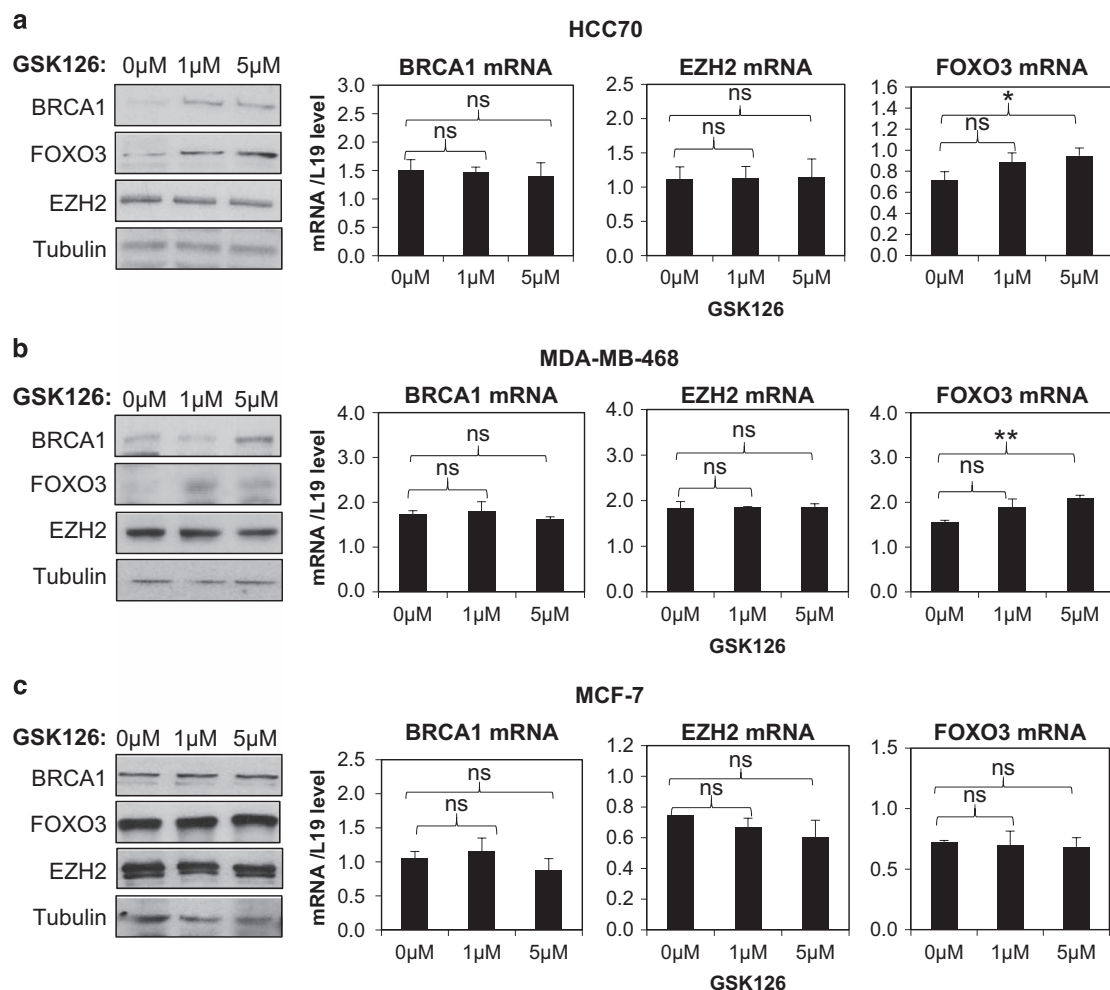 a
HCC70
GSK126: 0µM 1µM 5µM
BRCA1
FOXO3
EZH2
Tubulin
BRCA1 mRNA
mRNA /L19 level
3.0
2.5
2.0
1.5
1.0
0.5
0.0
ns
ns
0µM 1µM 5µM
EZH2 mRNA
2.5
2.0
1.5
1.0
0.5
0.0
ns
ns
0µM 1µM 5µM
GSK126
FOXO3 mRNA
1.6
1.4
1.2
1.0
0.8
0.6
0.4
0.2
0.0
*
ns
0µM 1µM 5µM
b
MDA-MB-468
GSK126: 0µM 1µM 5µM
BRCA1
FOXO3
EZH2
Tubulin
BRCA1 mRNA
mRNA /L19 level
4.0
3.0
2.0
1.0
0.0
ns
ns
0µM 1µM 5µM
EZH2 mRNA
4.0
3.0
2.0
1.0
0.0
ns
ns
0µM 1µM 5µM
GSK126
FOXO3 mRNA
4.0
3.0
2.0
1.0
0.0
**
ns
0µM 1µM 5µM
c
MCF-7
GSK126: 0µM 1µM 5µM
BRCA1
FOXO3
EZH2
Tubulin
BRCA1 mRNA
mRNA /L19 level
2.5
2.0
1.5
1.0
0.5
0.0
ns
ns
0µM 1µM 5µM
EZH2 mRNA
1.2
1.0
0.8
0.6
0.4
0.2
0.0
ns
ns
0µM 1µM 5µM
GSK126
FOXO3 mRNA
1.5
1.0
0.5
0.0
ns
ns
0µM 1µM 5µM